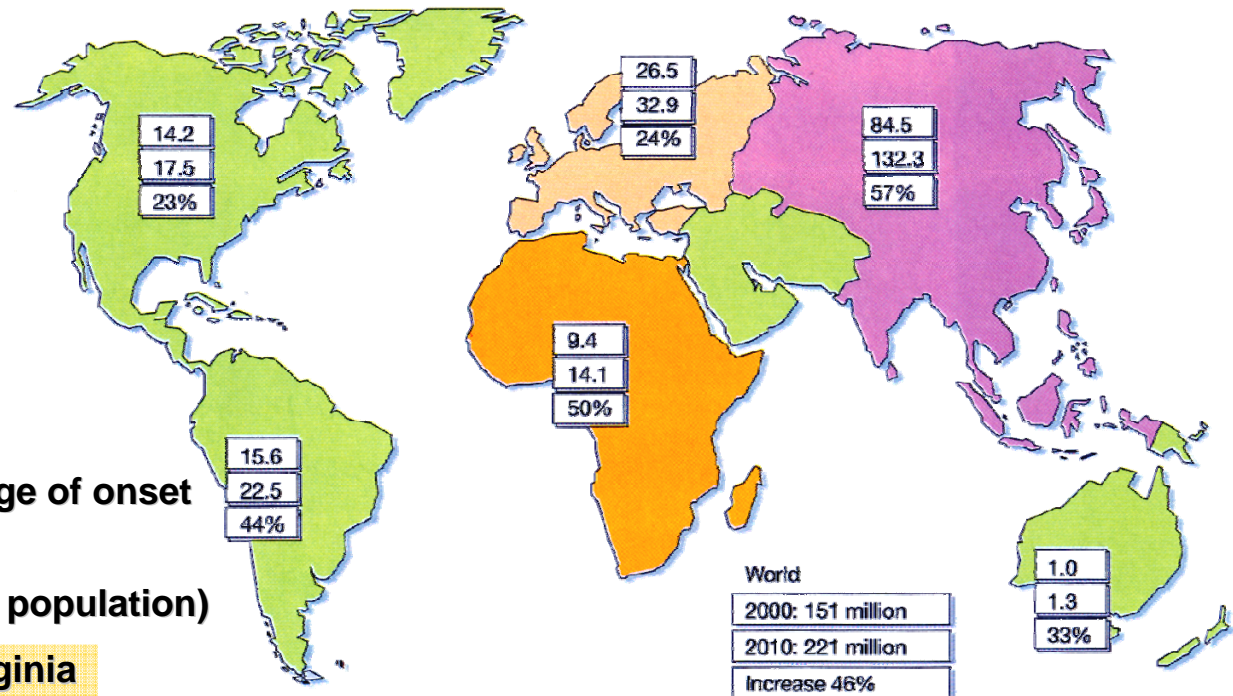 14.2
17.5
23%
26.5
32.9
24%
84.5
132.3
57%
9.4
14.1
50%
15.6
22.5
44%
1.0
1.3
33%
ge of onset
population)
ginia
World
2000: 151 million
2010: 221 million
Increase 46%